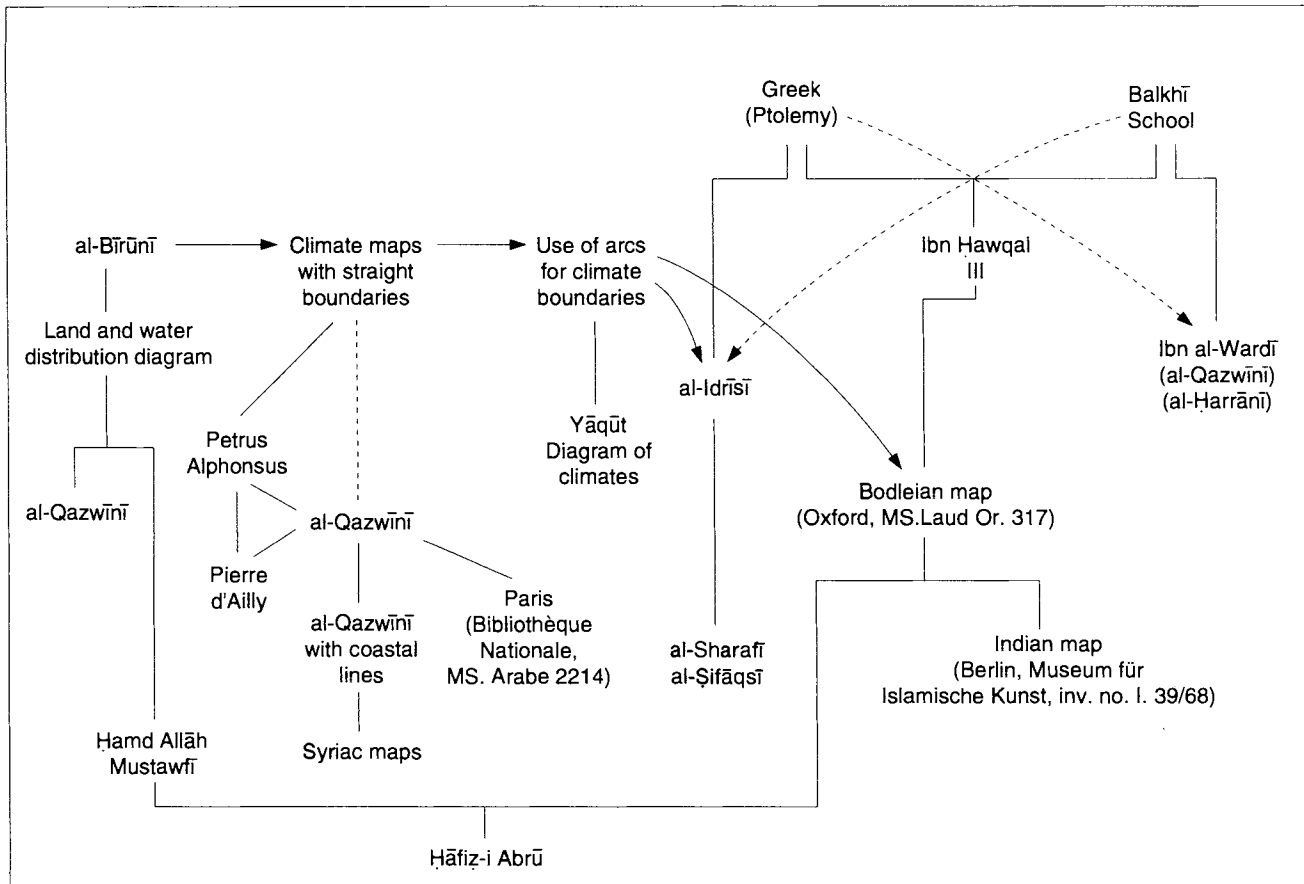 Greek
(Ptolemy)
Balkhī
School
al-Bīrūnī
Climate maps
with straight
boundaries
Use of arcs
for climate
boundaries
Ibn Ḥawqal
III
Land and water
distribution diagram
Ibn al-Wardī
(al-Qazwīnī)
(al-Ḥarrānī)
al-Idrīsī
Yāqūt
Diagram of
climates
Petrus
Alphonsus
al-Qazwīnī
al-Qazwīnī
Bodleian map
(Oxford, MS.Laud Or. 317)
Pierre
d'Ailly
Paris
(Bibliothèque
Nationale,
MS. Arabe 2214)
al-Qazwīnī
with coastal
lines
al-Sharafī
al-Ṣifāqsī
Indian map
(Berlin, Museum für
Islamische Kunst, inv. no. I. 39/68)
Ḥamd Allāh
Mustawfī
Syriac maps
Ḥāfiẓ-i Abrū